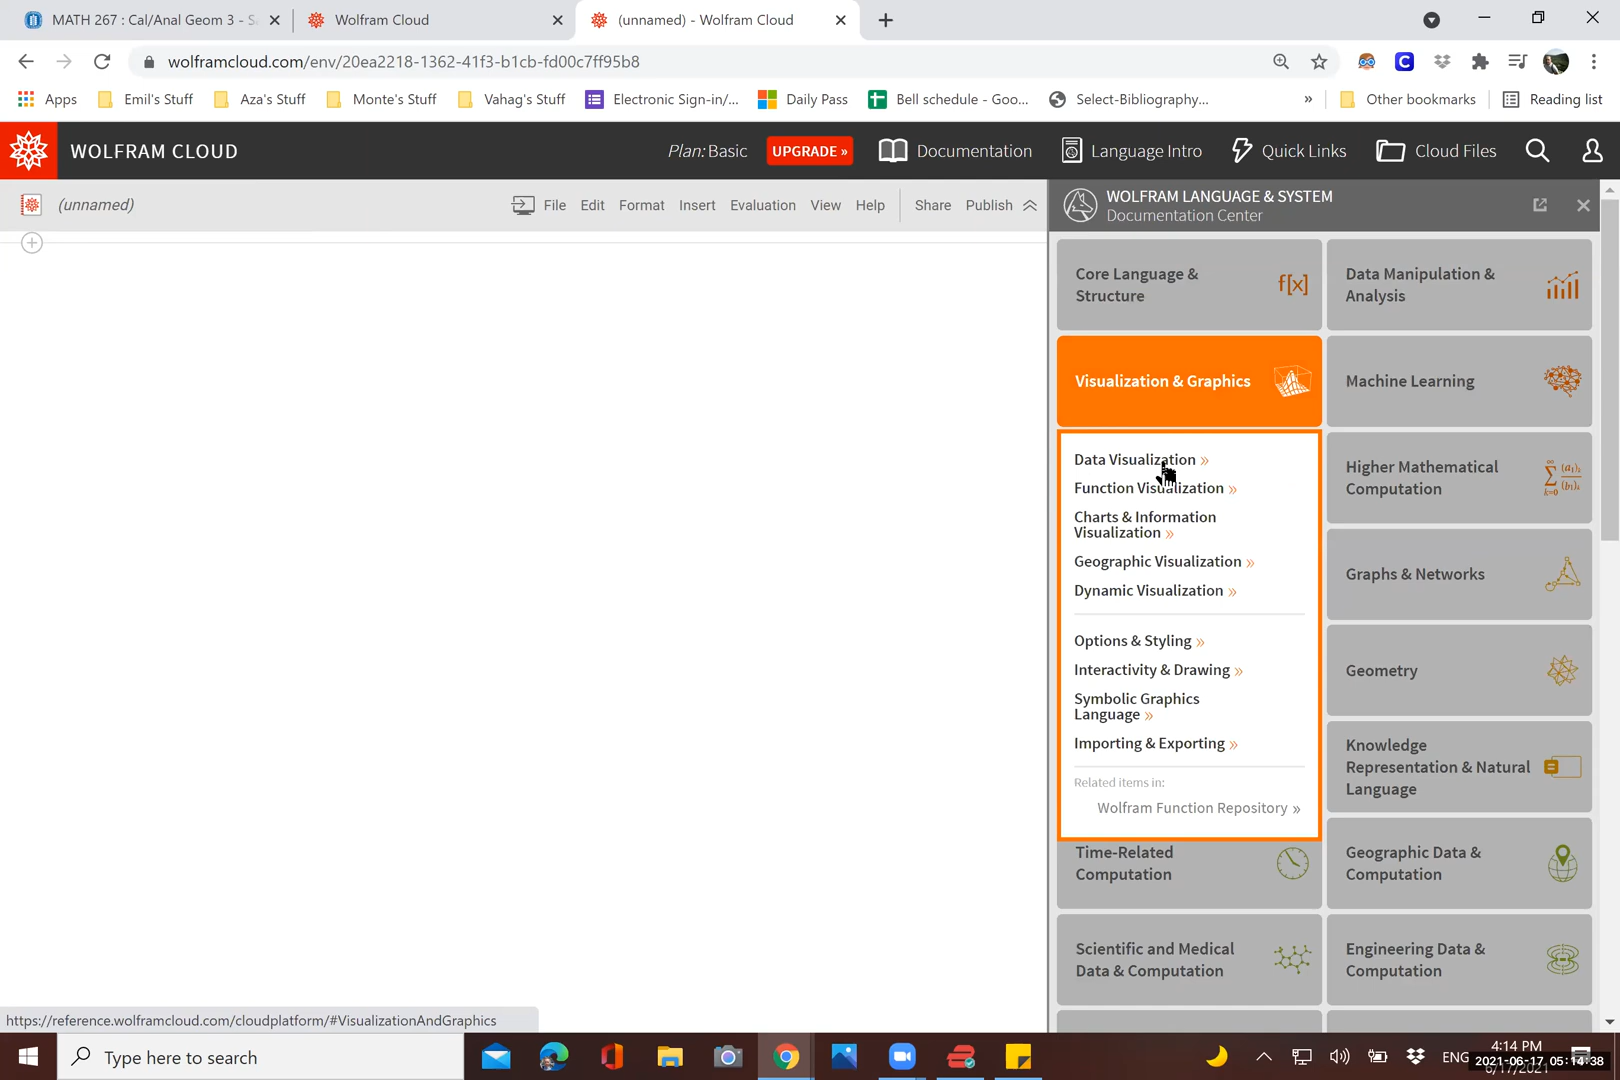 MATH 267 : Cal/Anal Geom 3 - S
Wolfram Cloud
(unnamed) - Wolfram Cloud
wolframcloud.com/env/20ea2218-1362-41f3-b1cb-fd00c7ff95b8
Apps
Emil's Stuff
Aza's Stuff
Monte's Stuff
Vahag's Stuff
Electronic Sign-in/...
Daily Pass
Bell schedule - Goo...
Select-Bibliography...
»
Other bookmarks
Reading list
WOLFRAM CLOUD
Plan: Basic
UPGRADE »
Documentation
Language Intro
Quick Links
Cloud Files
(unnamed)
File
Edit
Format
Insert
Evaluation
View
Help
Share
Publish
WOLFRAM LANGUAGE & SYSTEM
Documentation Center
Core Language &
Structure
f[x]
Data Manipulation &
Analysis
Visualization & Graphics
Machine Learning
Data Visualization »
Function Visualization »
Charts & Information
Visualization »
Geographic Visualization »
Dynamic Visualization »
Options & Styling »
Interactivity & Drawing »
Symbolic Graphics
Language »
Importing & Exporting »
Related items in:
Wolfram Function Repository »
Higher Mathematical
Computation
Graphs & Networks
Geometry
Knowledge
Representation & Natural
Language
Time-Related
Computation
Geographic Data &
Computation
Scientific and Medical
Data & Computation
Engineering Data &
Computation
https://reference.wolframcloud.com/cloudplatform/#VisualizationAndGraphics
Type here to search
ENG
4:14 PM
2021-06-17 05:14:38